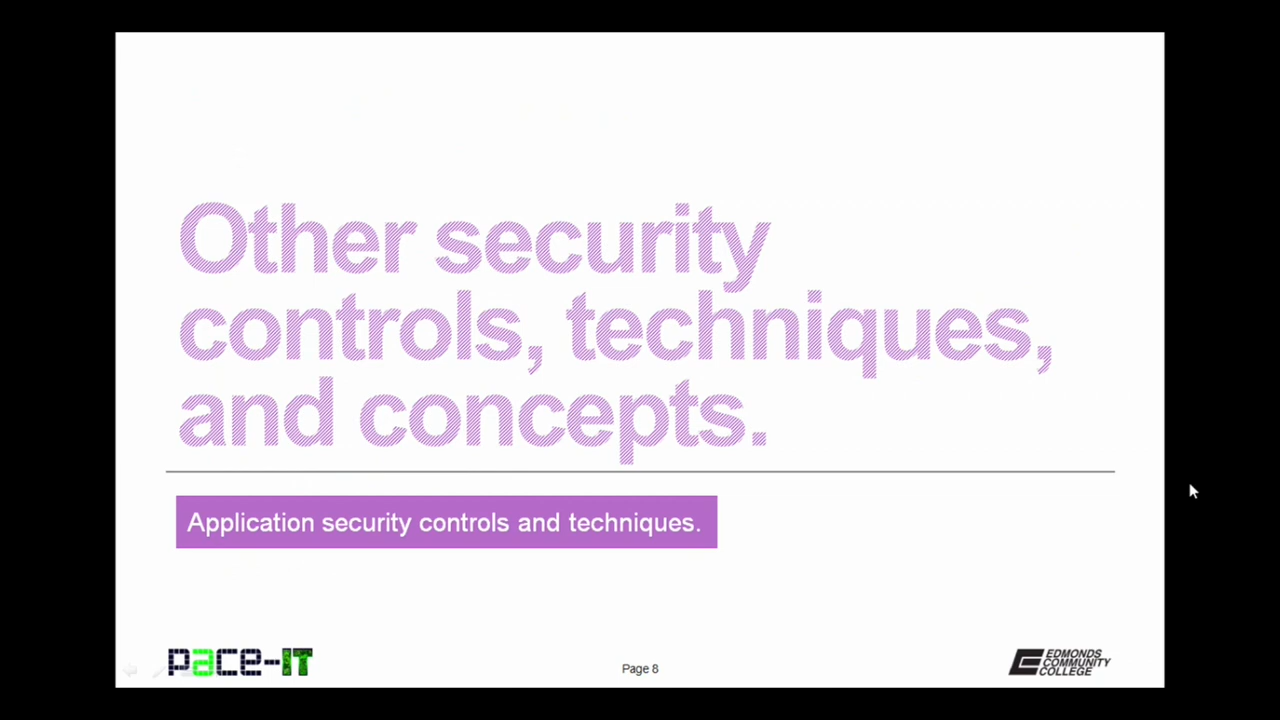 Other security
controls, techniques,
and concepts.
Application security controls and techniques.
pace-IT
Page 8
EDMONDS
COMMUNITY
COLLEGE